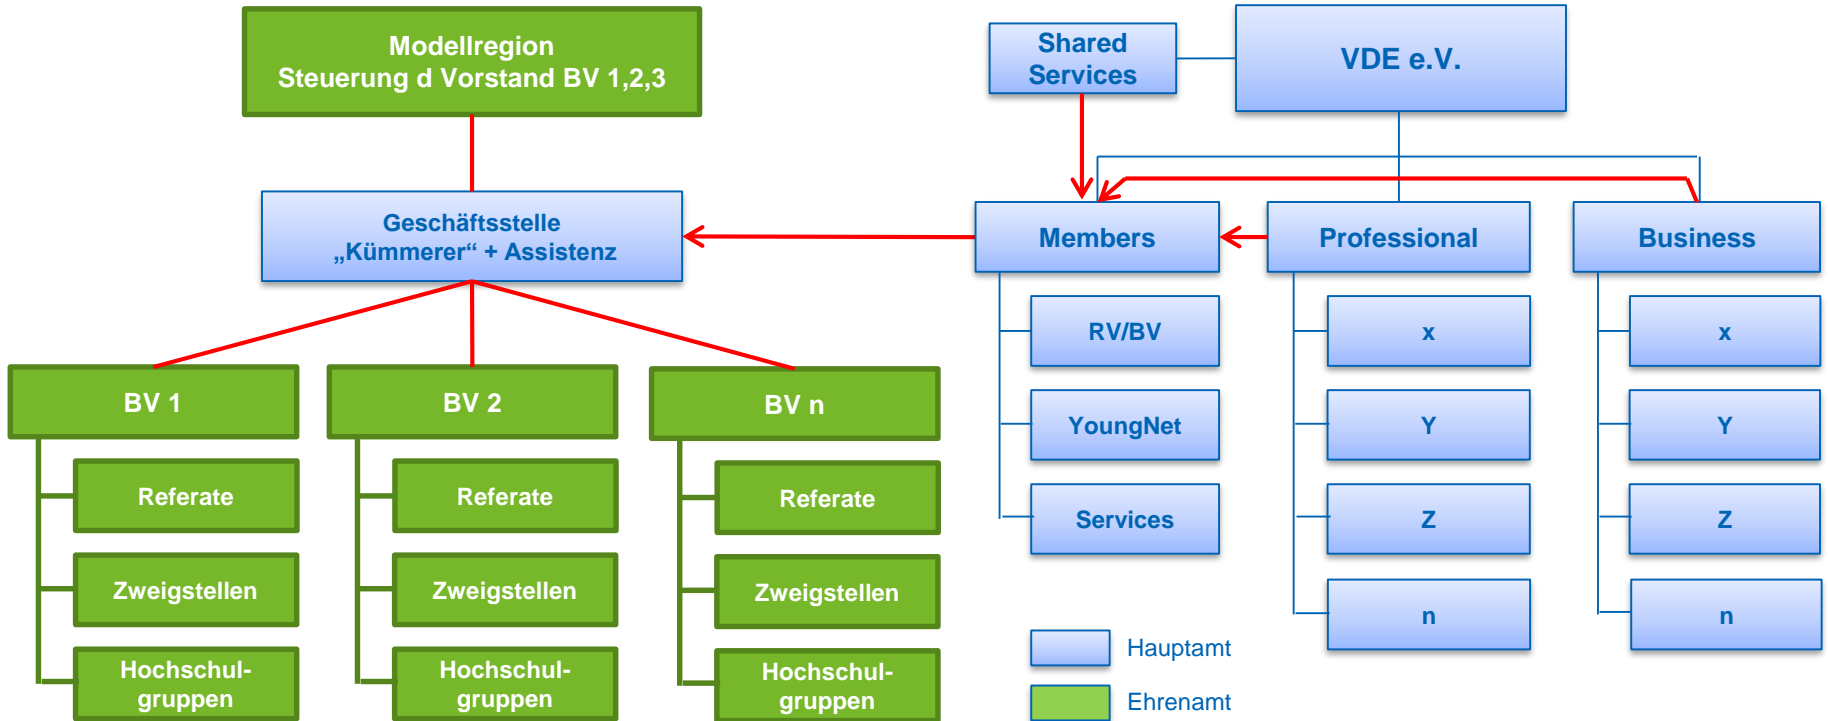 Modellregion
Steuerung d Vorstand BV 1,2,3
Shared
Services
VDE e.V.
Geschäftsstelle
„Kümmerer“ + Assistenz
Members
Professional
Business
RV/BV
x
x
YoungNet
Y
Y
Services
Z
Z
n
n
BV 1
BV 2
BV n
Referate
Referate
Referate
Zweigstellen
Zweigstellen
Zweigstellen
Hochschul-
gruppen
Hochschul-
gruppen
Hochschul-
gruppen
Hauptamt
Ehrenamt